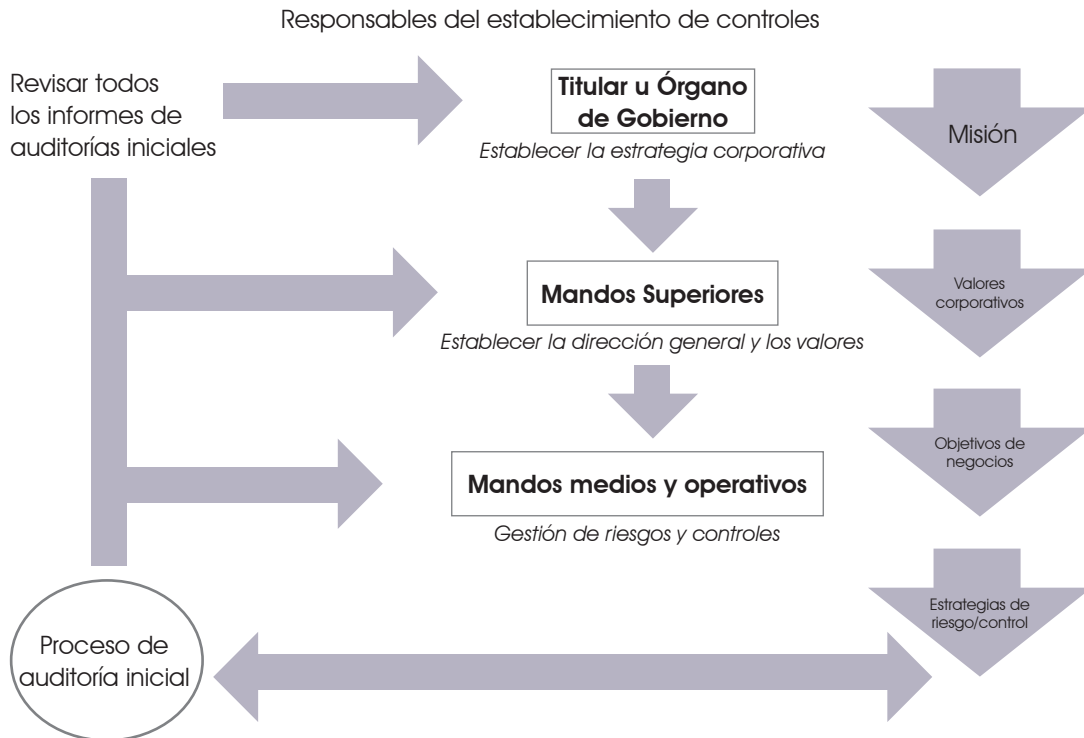 Responsables del establecimiento de controles
Revisar todos
los informes de
auditorías iniciales
Titular u Órgano
de Gobierno
Establecer la estrategia corporativa
Misión
Mandos Superiores
Establecer la dirección general y los valores
Valores
corporativos
Mandos medios y operativos
Gestión de riesgos y controles
Objetivos de
negocios
Proceso de
auditoría inicial
Estrategias de
riesgo/control